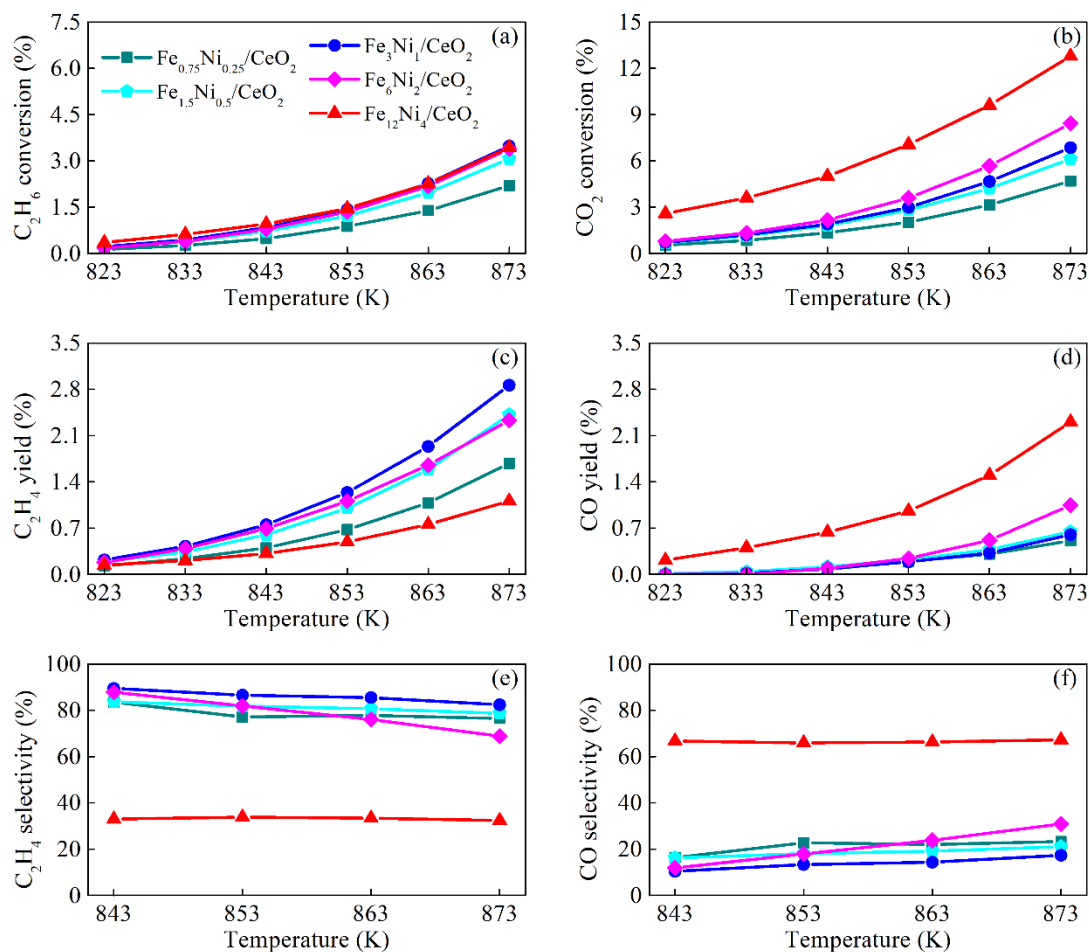 C₂H₆ conversion (%)
7.5
6.0
4.5
3.0
1.5
0.0
(a)
Fe₀.₇₅Ni₀.₂₅/CeO₂
Fe₁.₅Ni₀.₅/CeO₂
Fe₃Ni₁/CeO₂
Fe₆Ni₂/CeO₂
Fe₁₂Ni₄/CeO₂
823 833 843 853 863 873
Temperature (K)
CO₂ conversion (%)
15
12
9
6
3
0
(b)
823 833 843 853 863 873
Temperature (K)
C₂H₄ yield (%)
3.5
2.8
2.1
1.4
0.7
0.0
(c)
823 833 843 853 863 873
Temperature (K)
CO yield (%)
3.5
2.8
2.1
1.4
0.7
0.0
(d)
823 833 843 853 863 873
Temperature (K)
C₂H₄ selectivity (%)
100
80
60
40
20
0
(e)
843 853 863 873
Temperature (K)
CO selectivity (%)
100
80
60
40
20
0
(f)
843 853 863 873
Temperature (K)